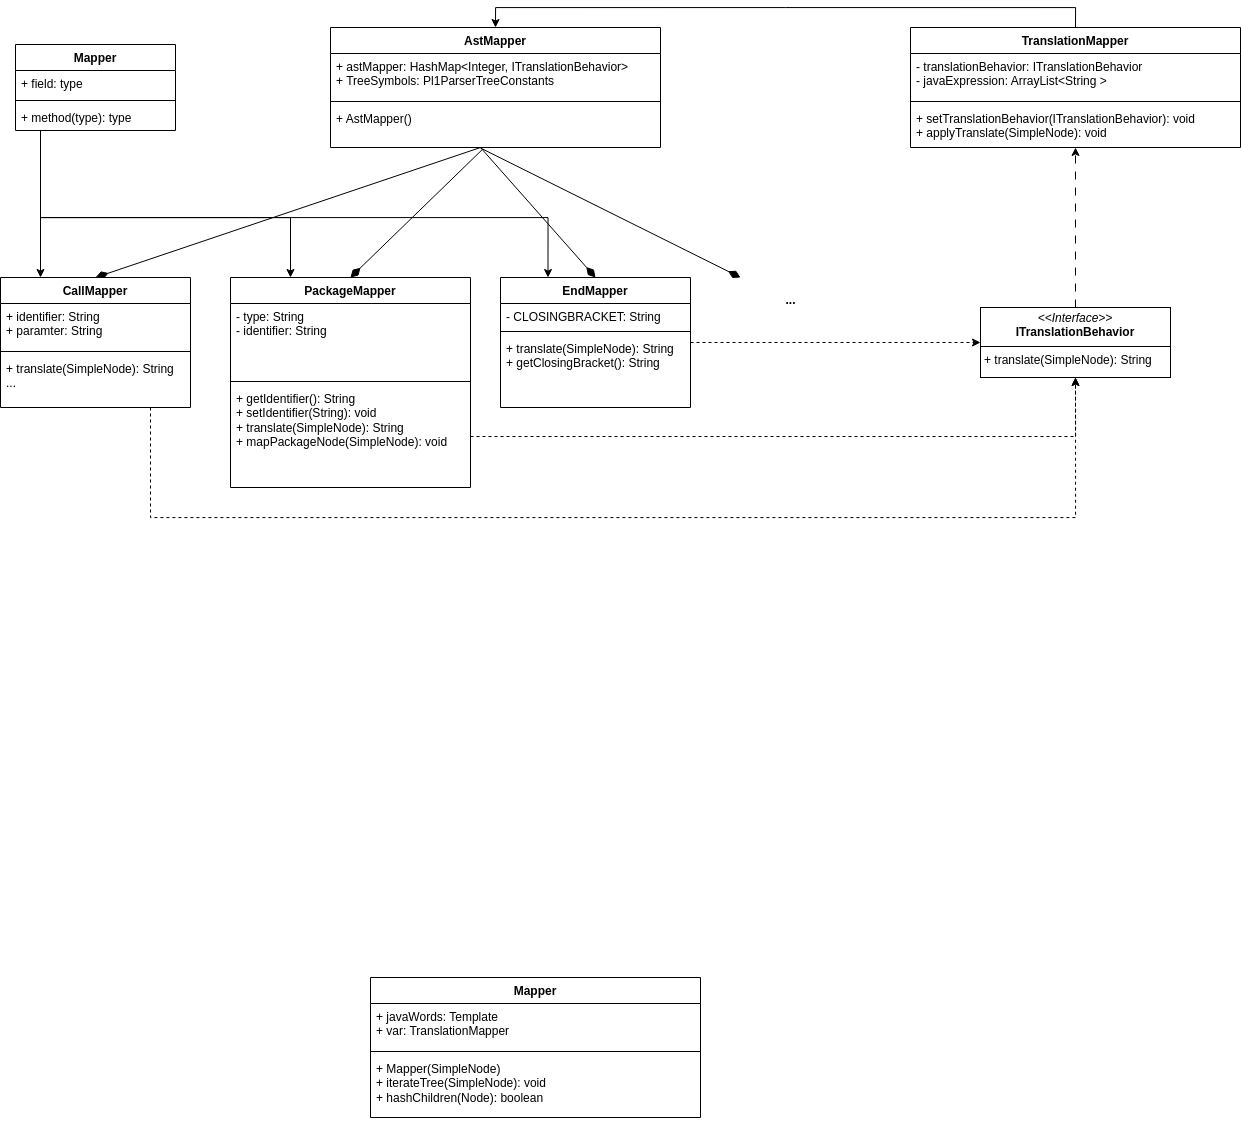 Mapper
+ field: type
+ method(type): type
AstMapper
+ astMapper: HashMap<Integer, ITranslationBehavior>
+ TreeSymbols: Pl1ParserTreeConstants
+ AstMapper()
TranslationMapper
- translationBehavior: ITranslationBehavior
- javaExpression: ArrayList<String >
+ setTranslationBehavior(ITranslationBehavior): void
+ applyTranslate(SimpleNode): void
CallMapper
+ identifier: String
+ paramter: String
+ translate(SimpleNode): String
...
PackageMapper
- type: String
- identifier: String
+ getIdentifier(): String
+ setIdentifier(String): void
+ translate(SimpleNode): String
+ mapPackageNode(SimpleNode): void
EndMapper
- CLOSINGBRACKET: String
+ translate(SimpleNode): String
+ getClosingBracket(): String
...
<<Interface>>
ITranslationBehavior
+ translate(SimpleNode): String
Mapper
+ javaWords: Template
+ var: TranslationMapper
+ Mapper(SimpleNode)
+ iterateTree(SimpleNode): void
+ hashChildren(Node): boolean